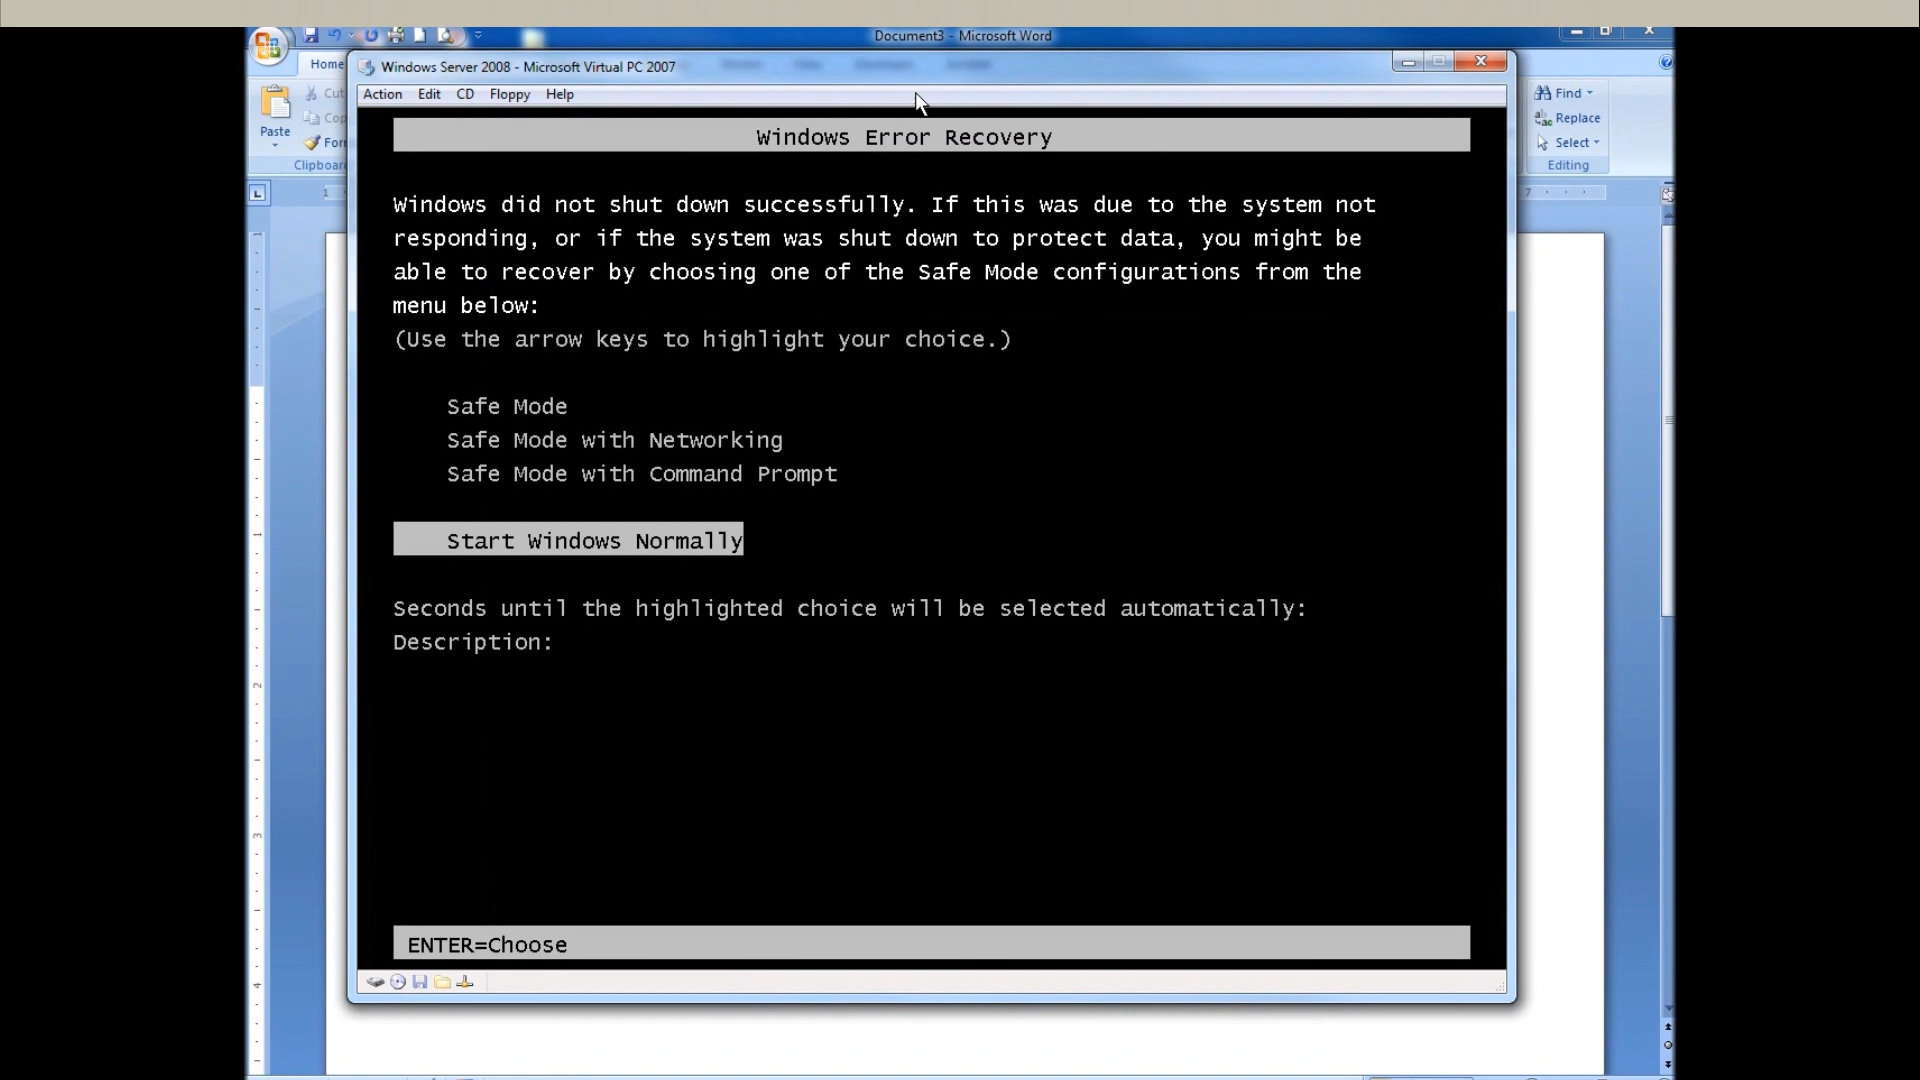 Document3 - Microsoft Word
Home
Windows Server 2008 - Microsoft Virtual PC 2007
Action Edit CD Floppy Help
Cut
Paste
Clipboard
Find
Replace
Select
Editing
Windows Error Recovery
Windows did not shut down successfully. If this was due to the system not
responding, or if the system was shut down to protect data, you might be
able to recover by choosing one of the Safe Mode configurations from the
menu below:
(Use the arrow keys to highlight your choice.)
Safe Mode
Safe Mode with Networking
Safe Mode with Command Prompt
Start Windows Normally
Seconds until the highlighted choice will be selected automatically:
Description:
ENTER=Choose